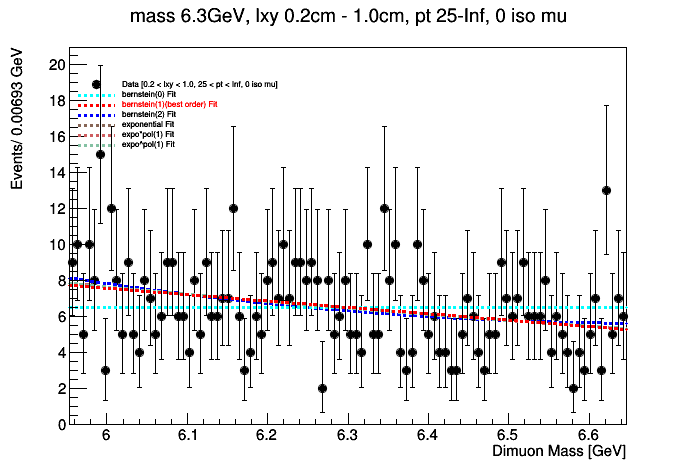 mass 6.3GeV, lxy 0.2cm - 1.0cm, pt 25-Inf, 0 iso mu
Events/ 0.00693 GeV
20
18
16
14
12
10
8
6
4
2
0
Data [0.2 < lxy < 1.0, 25 < pt < Inf, 0 iso mu]
bernstein(0) Fit
bernstein(1)(best order) Fit
bernstein(2) Fit
exponential Fit
expo*pol(1) Fit
expo^pol(1) Fit
6 6.1 6.2 6.3 6.4 6.5 6.6
Dimuon Mass [GeV]